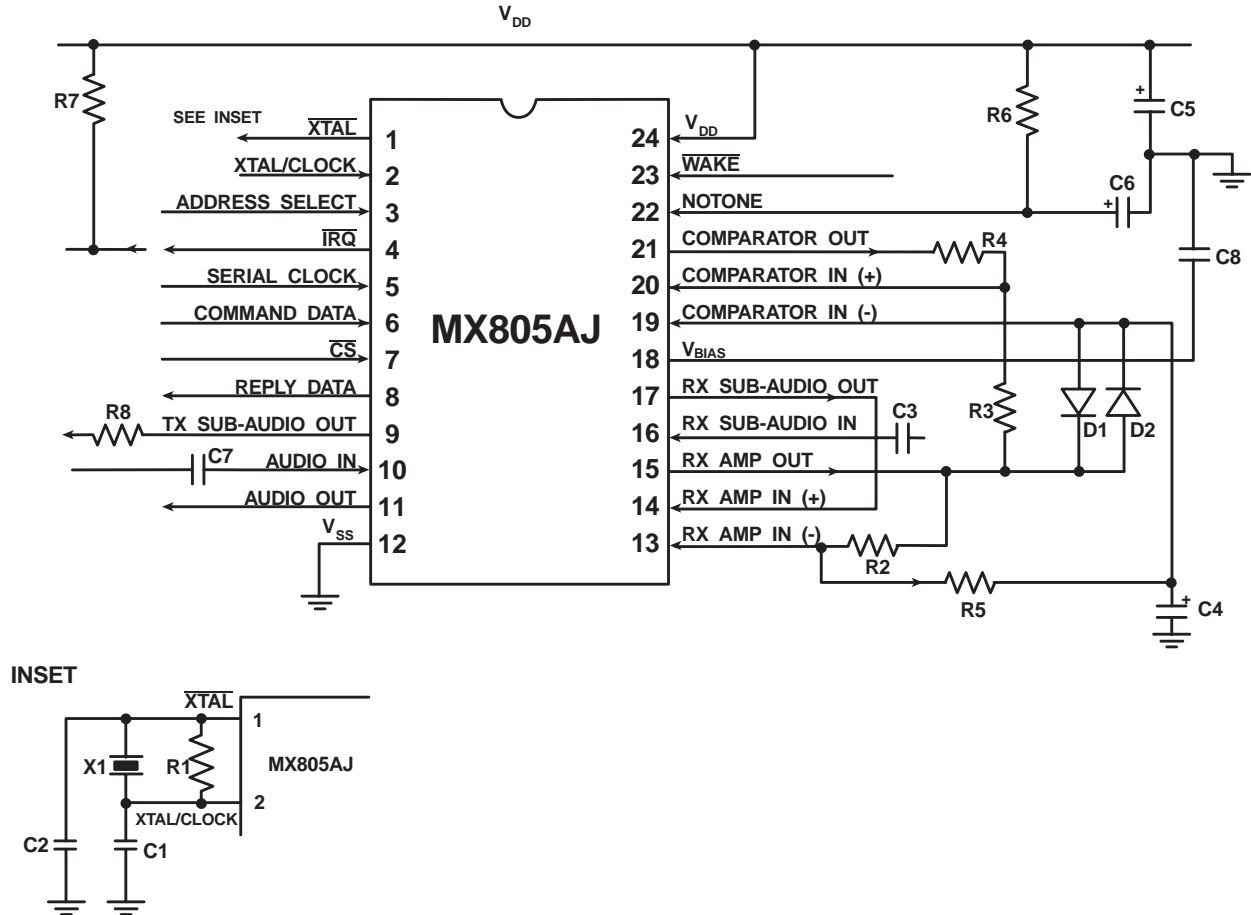 V_DD
R7
SEE INSET
XTAL
XTAL/CLOCK
ADDRESS SELECT
IRQ
SERIAL CLOCK
COMMAND DATA
CS
REPLY DATA
R8
TX SUB-AUDIO OUT
C7
AUDIO IN
AUDIO OUT
V_SS
1
2
3
4
5
6
7
8
9
10
11
12
MX805AJ
24
23
22
21
20
19
18
17
16
15
14
13
V_DD
WAKE
NOTONE
COMPARATOR OUT
COMPARATOR IN (+)
COMPARATOR IN (-)
V_BIAS
RX SUB-AUDIO OUT
RX SUB-AUDIO IN
RX AMP OUT
RX AMP IN (+)
RX AMP IN (-)
R6
+
C5
C6
+
C8
R4
R3
D1
D2
C3
R2
R5
+
C4
INSET
XTAL
1
X1
R1
MX805AJ
2
XTAL/CLOCK
C2
C1